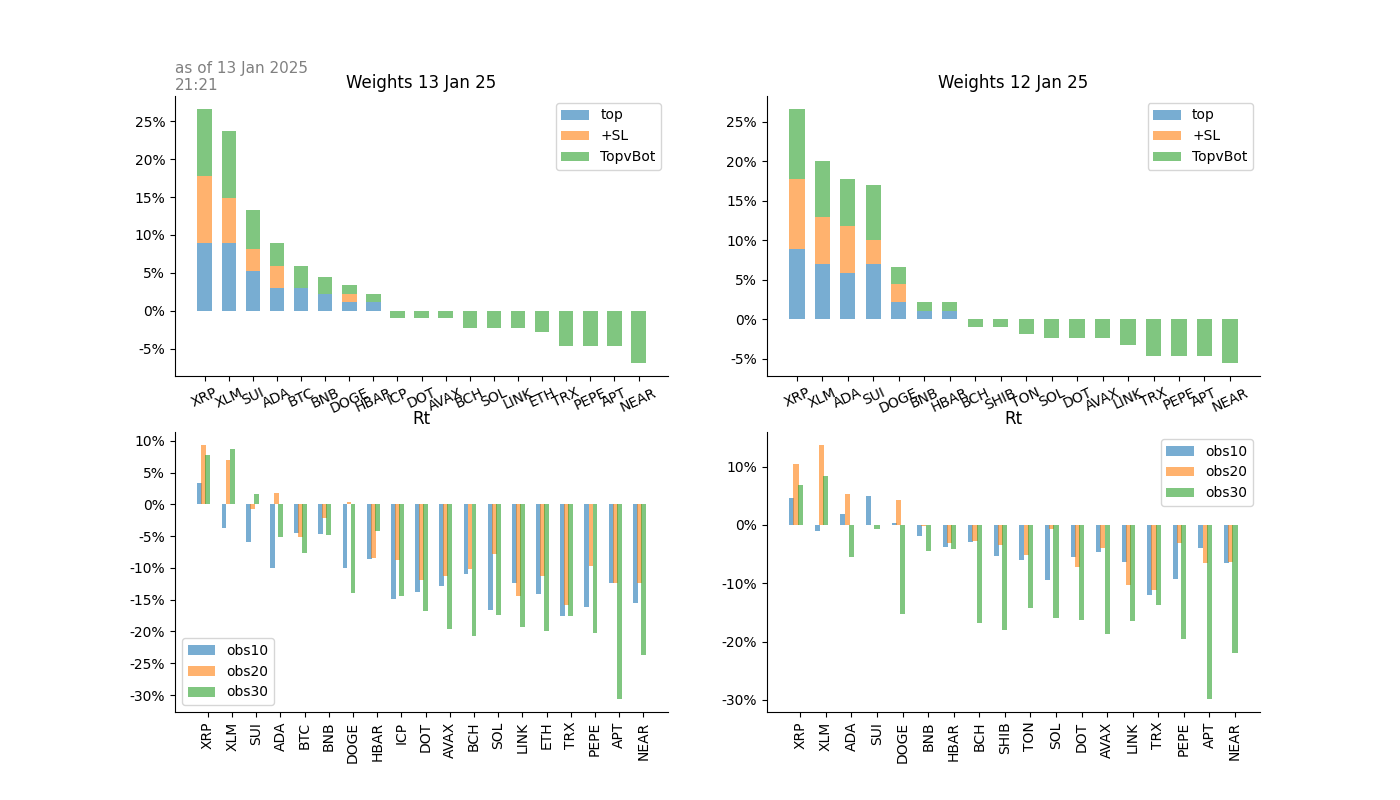 as of 13 Jan 2025
21:21
Weights 13 Jan 25
25%
20%
15%
10%
5%
0%
-5%
top
+SL
TopvBot
XRP XLM SUI ADA BTC BNB DOGE HBAR ICP DOT AVAX BCH SOL LINK ETH TRX PEPE APT NEAR
Weights 12 Jan 25
25%
20%
15%
10%
5%
0%
-5%
top
+SL
TopvBot
XRP XLM ADA SUI DOGE BNB HBAR BCH SHIB TON SOL DOT AVAX LINK TRX PEPE APT NEAR
Rt
10%
5%
0%
-5%
-10%
-15%
-20%
-25%
-30%
obs10
obs20
obs30
XRP XLM SUI ADA BTC BNB DOGE HBAR ICP DOT AVAX BCH SOL LINK ETH TRX PEPE APT NEAR
Rt
10%
0%
-10%
-20%
-30%
obs10
obs20
obs30
XRP XLM ADA SUI DOGE BNB HBAR BCH SHIB TON SOL DOT AVAX LINK TRX PEPE APT NEAR